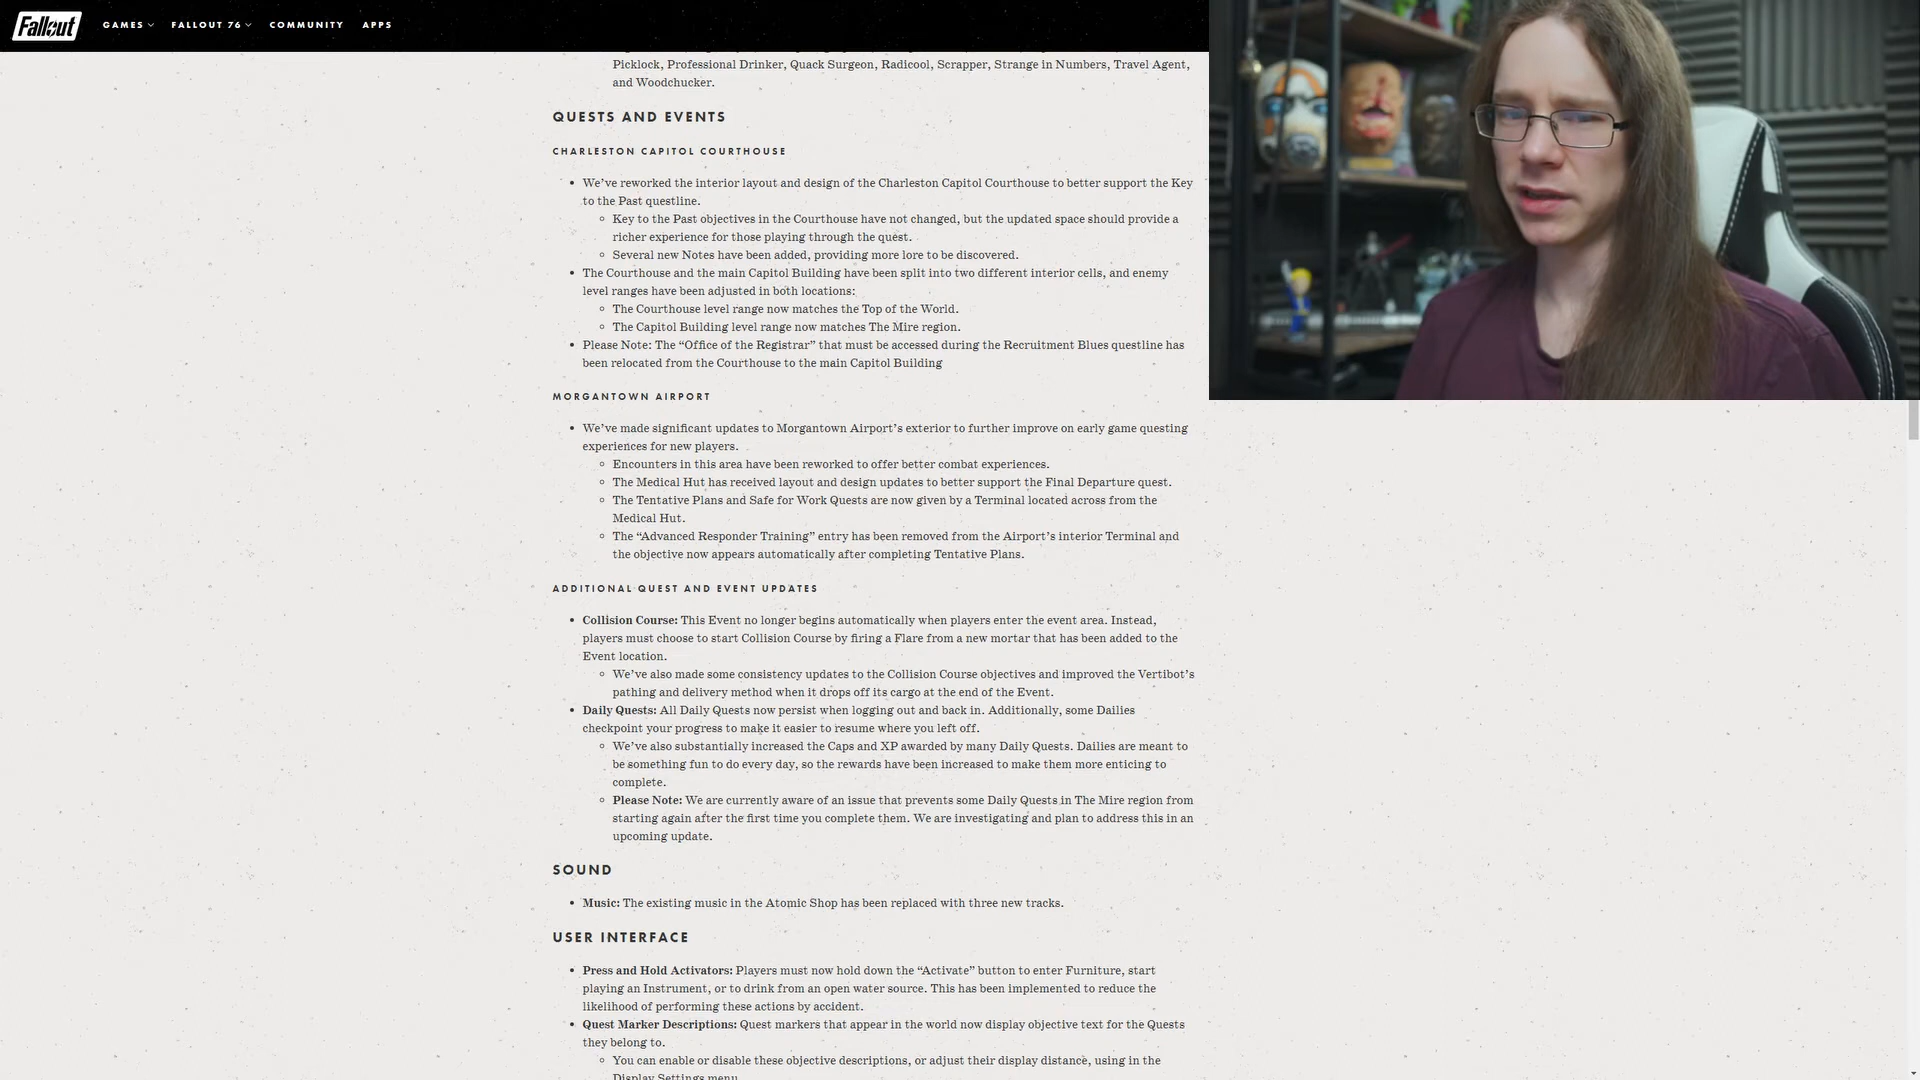 Fallout
GAMES
FALLOUT 76
COMMUNITY
APPS
Picklock, Professional Drinker, Quack Surgeon, Radicool, Scrapper, Strange in Numbers, Travel Agent,
and Woodchucker.
QUESTS AND EVENTS
CHARLESTON CAPITOL COURTHOUSE
We’ve reworked the interior layout and design of the Charleston Capitol Courthouse to better support the Key
to the Past questline.
Key to the Past objectives in the Courthouse have not changed, but the updated space should provide a
richer experience for those playing through the quest.
Several new Notes have been added, providing more lore to be discovered.
The Courthouse and the main Capitol Building have been split into two different interior cells, and enemy
level ranges have been adjusted in both locations:
The Courthouse level range now matches the Top of the World.
The Capitol Building level range now matches The Mire region.
Please Note: The “Office of the Registrar” that must be accessed during the Recruitment Blues questline has
been relocated from the Courthouse to the main Capitol Building
MORGANTOWN AIRPORT
We’ve made significant updates to Morgantown Airport’s exterior to further improve on early game questing
experiences for new players.
Encounters in this area have been reworked to offer better combat experiences.
The Medical Hut has received layout and design updates to better support the Final Departure quest.
The Tentative Plans and Safe for Work Quests are now given by a Terminal located across from the
Medical Hut.
The “Advanced Responder Training” entry has been removed from the Airport’s interior Terminal and
the objective now appears automatically after completing Tentative Plans.
ADDITIONAL QUEST AND EVENT UPDATES
Collision Course: This Event no longer begins automatically when players enter the event area. Instead,
players must choose to start Collision Course by firing a Flare from a new mortar that has been added to the
Event location.
We’ve also made some consistency updates to the Collision Course objectives and improved the Vertibot’s
pathing and delivery method when it drops off its cargo at the end of the Event.
Daily Quests: All Daily Quests now persist when logging out and back in. Additionally, some Dailies
checkpoint your progress to make it easier to resume where you left off.
We’ve also substantially increased the Caps and XP awarded by many Daily Quests. Dailies are meant to
be something fun to do every day, so the rewards have been increased to make them more enticing to
complete.
Please Note: We are currently aware of an issue that prevents some Daily Quests in The Mire region from
starting again after the first time you complete them. We are investigating and plan to address this in an
upcoming update.
SOUND
Music: The existing music in the Atomic Shop has been replaced with three new tracks.
USER INTERFACE
Press and Hold Activators: Players must now hold down the “Activate” button to enter Furniture, start
playing an Instrument, or to drink from an open water source. This has been implemented to reduce the
likelihood of performing these actions by accident.
Quest Marker Descriptions: Quest markers that appear in the world now display objective text for the Quests
they belong to.
You can enable or disable these objective descriptions, or adjust their display distance, using in the
Display Settings menu